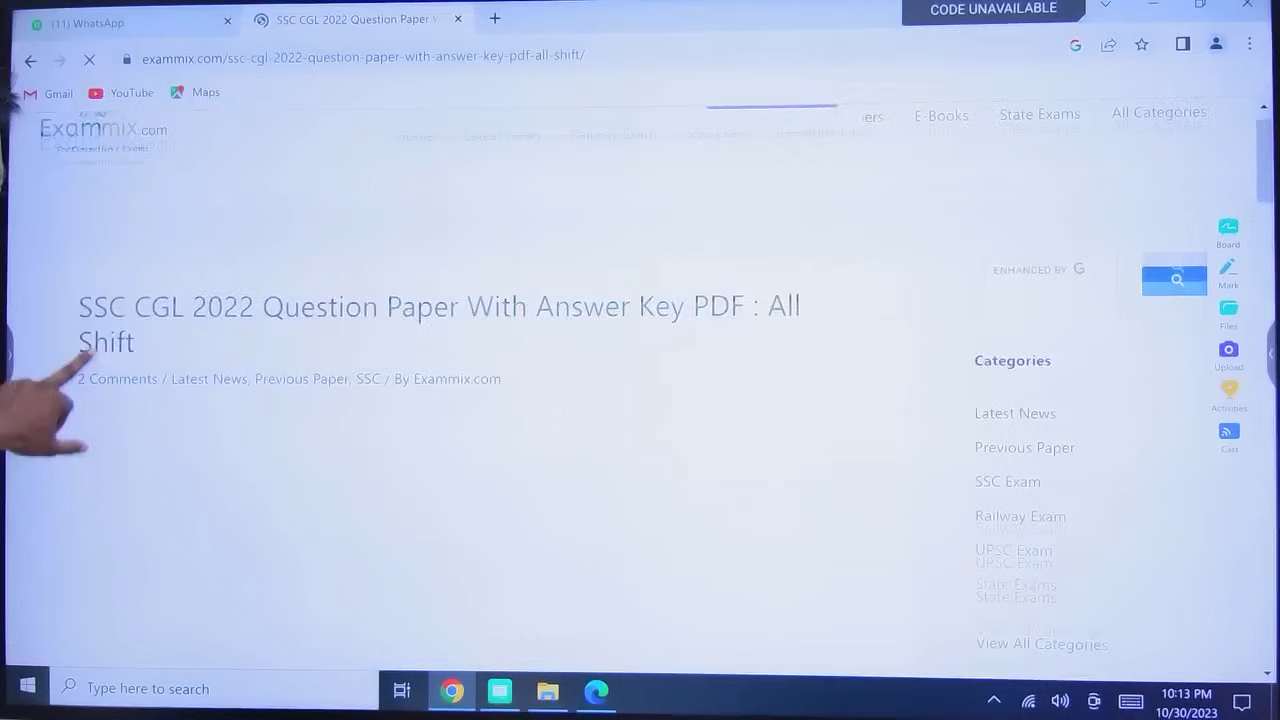 CODE UNAVAILABLE
(11) WhatsApp
SSC CGL 2022 Question Paper
exammix.com/ssc-cgl-2022-question-paper-with-answer-key-pdf-all-shift/
Gmail YouTube Maps
Exammix.com
ers E-Books State Exams All Categories
Board
ENHANCED BY G
Mark
SSC CGL 2022 Question Paper With Answer Key PDF : All
Shift
Files
2 Comments / Latest News, Previous Paper, SSC / By Exammix.com
Categories
Upload
Activities
Latest News
Previous Paper
Cast
SSC Exam
Railway Exam
UPSC Exam
UPSC Exam
State Exams
State Exams
View All Categories
Type here to search
10:13 PM
10/30/2023